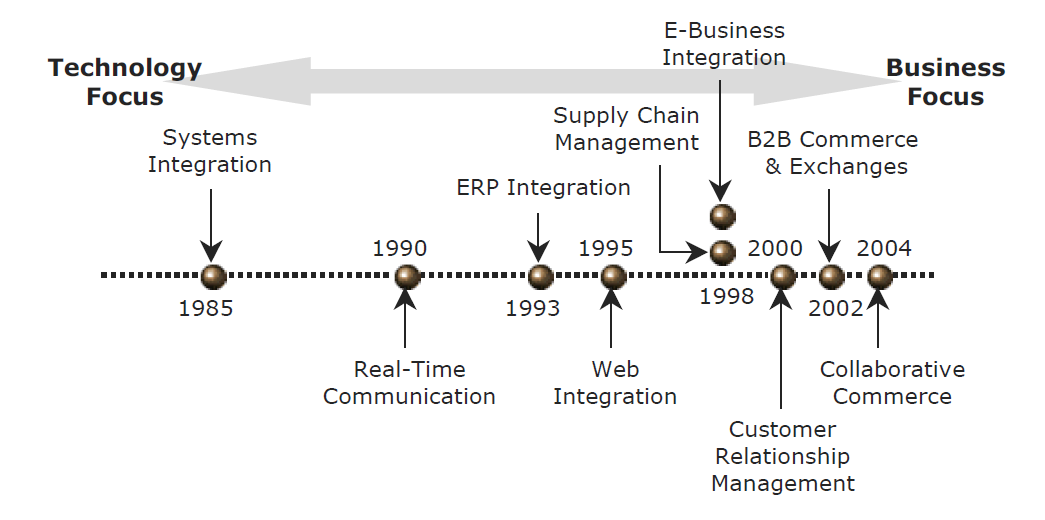 E-Business
Integration
Technology
Focus
Business
Focus
Supply Chain
Management
Systems
Integration
B2B Commerce
& Exchanges
ERP Integration
1990
1995
2000
2004
1985
1993
1998
2002
Real-Time
Communication
Web
Integration
Collaborative
Commerce
Customer
Relationship
Management